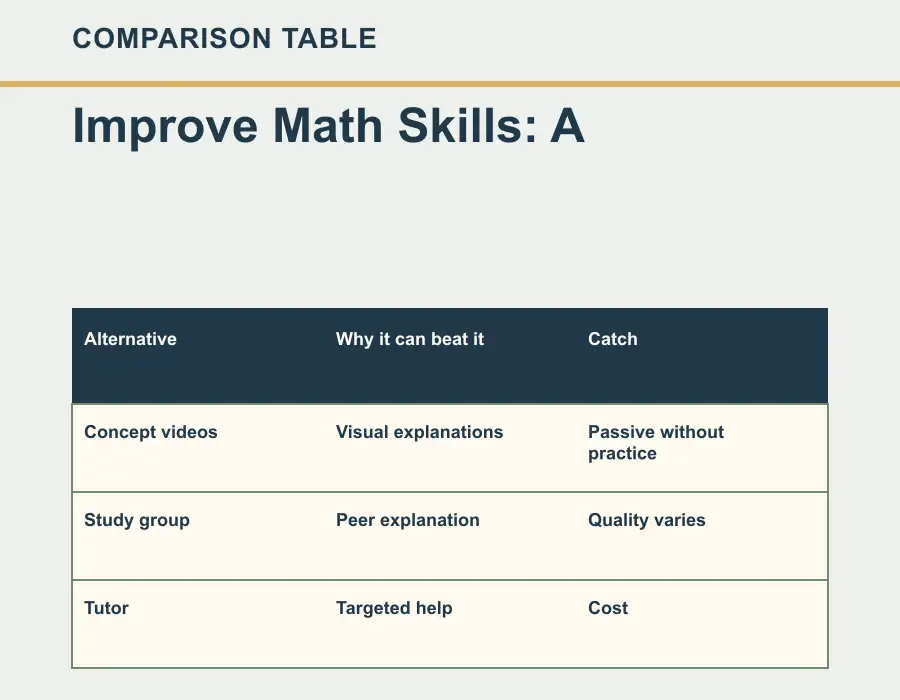 COMPARISON TABLE
Improve Math Skills: A
Alternative Why it can beat it Catch
Concept videos Visual explanations Passive without
practice
Study group Peer explanation Quality varies
Tutor Targeted help Cost